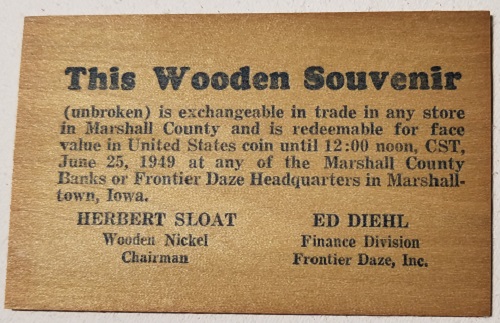 This Wooden Souvenir
(unbroken) is exchangeable in trade in any store
in Marshall County and is redeemable for face
value in United States coin until 12:00 noon, CST,
June 25, 1949 at any of the Marshall County
Banks or Frontier Daze Headquarters in Marshall-
town, Iowa.
HERBERT SLOAT
Wooden Nickel
Chairman
ED DIEHL
Finance Division
Frontier Daze, Inc.